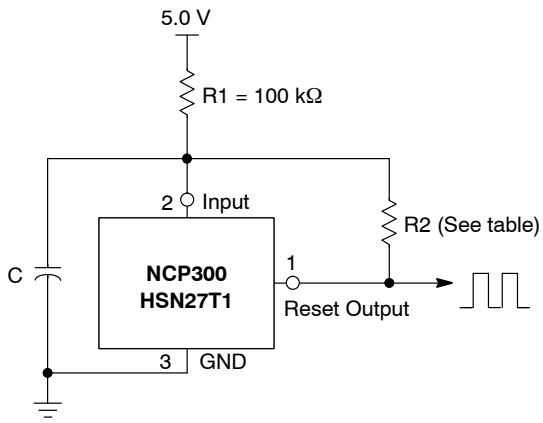 5.0 V
R1 = 100 kΩ
2
Input
R2 (See table)
C
NCP300
HSN27T1
1
Reset Output
3
GND